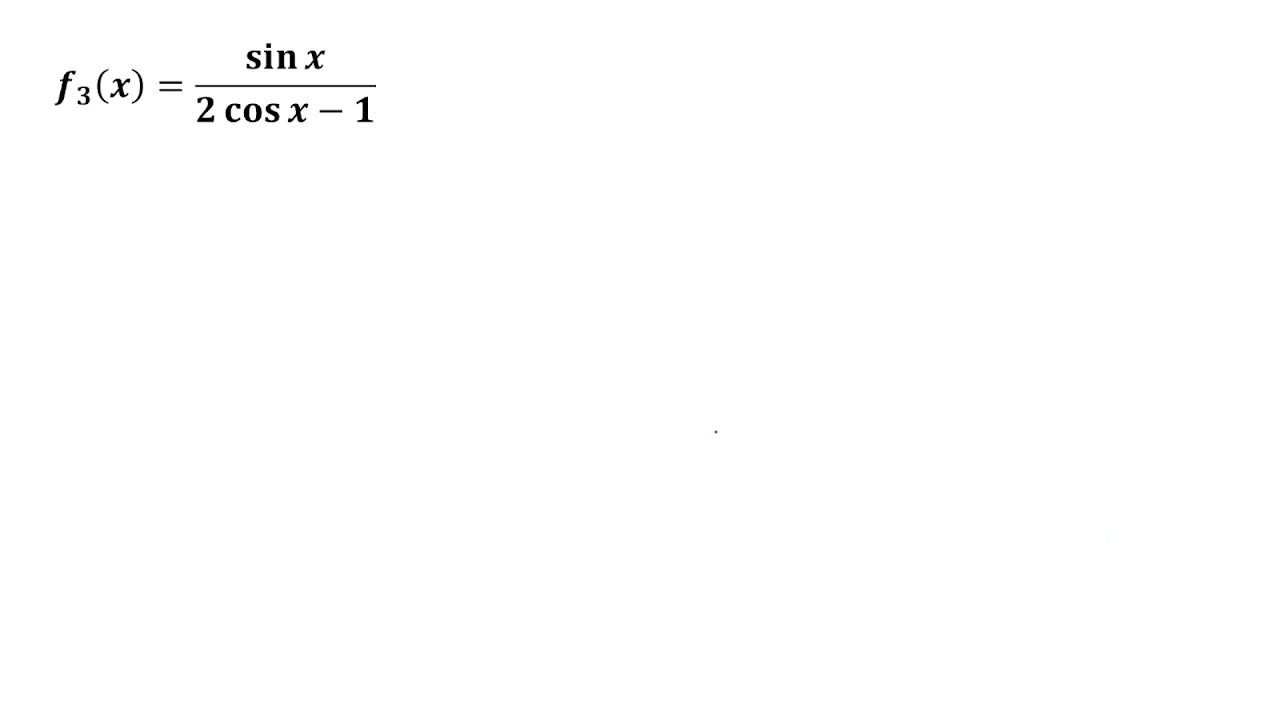 f₃(x) = sin x / (2 cos x − 1)